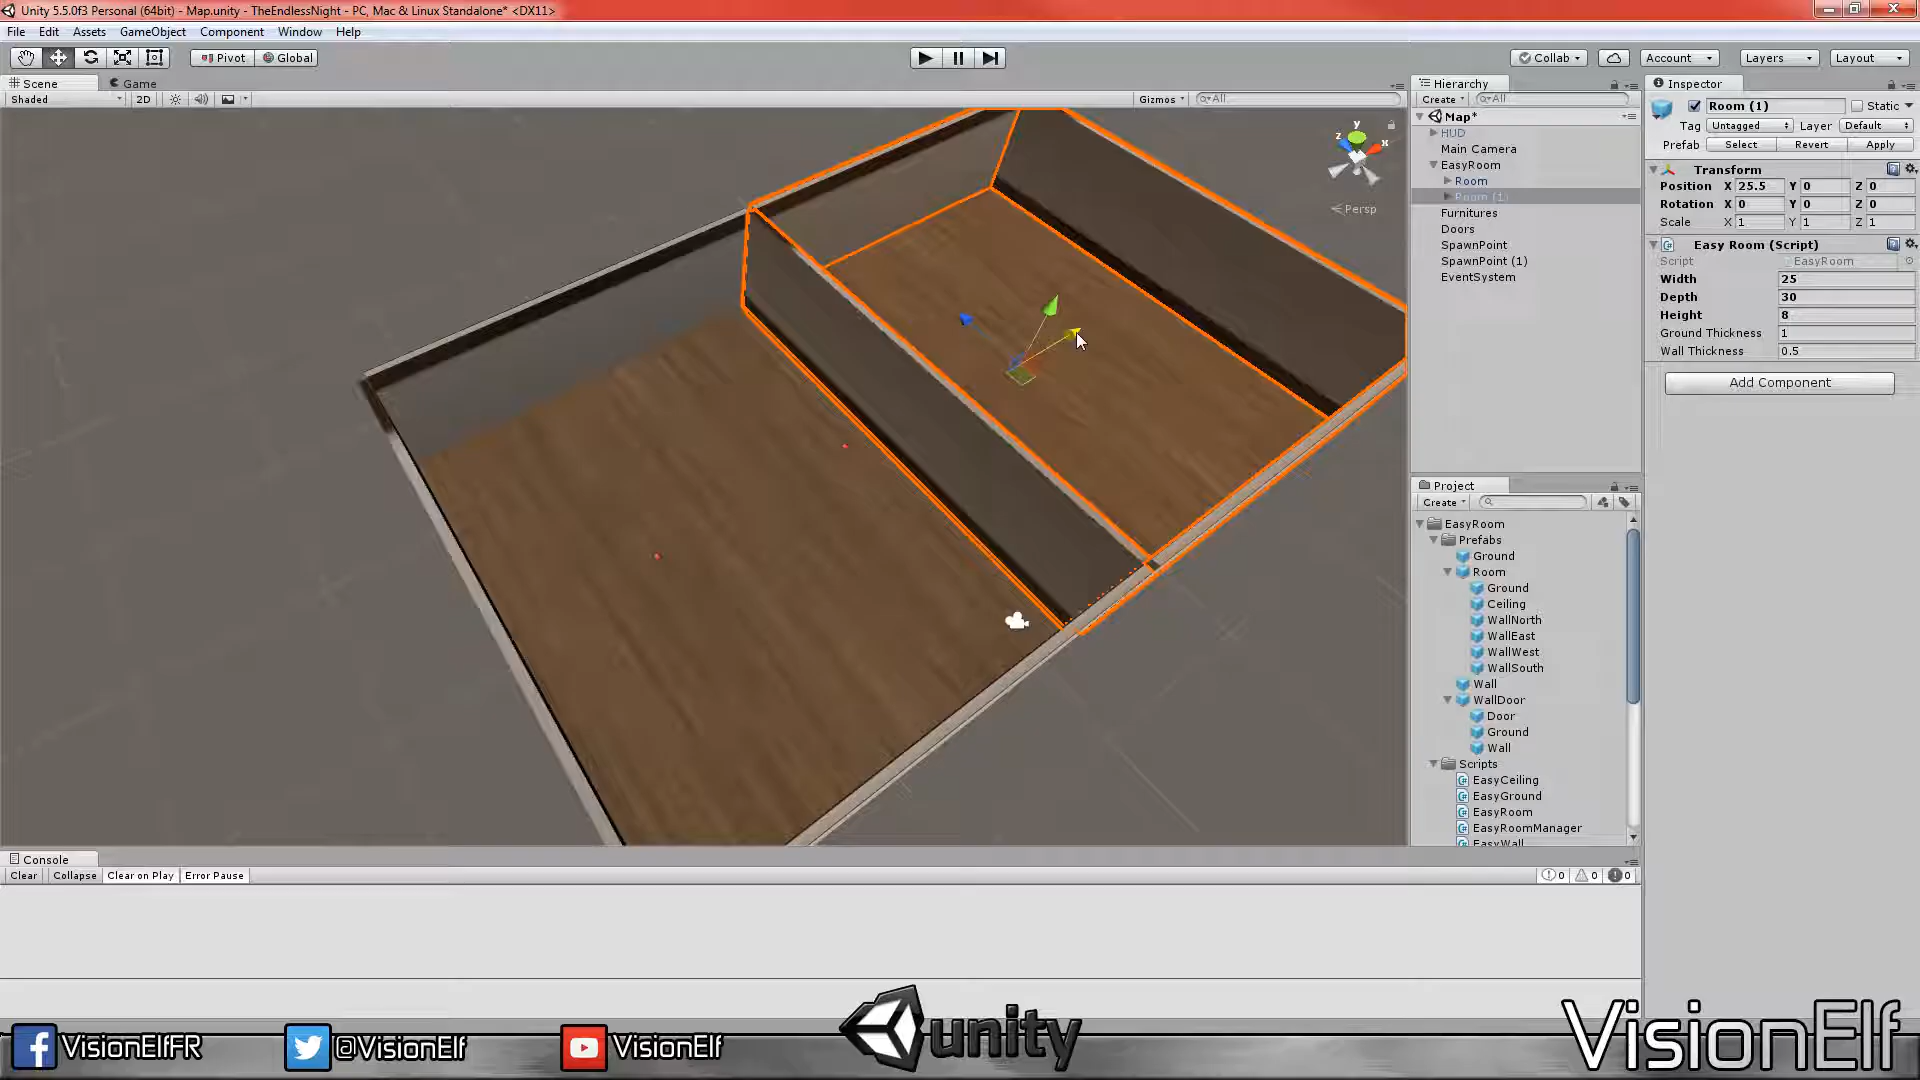 Unity 5.5.0f3 Personal (64bit) - Map.unity - TheEndlessNight - PC, Mac & Linux Standalone* <DX11>
File Edit Assets GameObject Component Window Help
Pivot Global Collab Account Layers Layout
Scene Game
Shaded 2D Gizmos All
y
z x
Persp
Hierarchy
Create All
Map*
HUD
Main Camera
EasyRoom
Room
Room (1)
Furnitures
Doors
SpawnPoint
SpawnPoint (1)
EventSystem
Inspector
Room (1) Static
Tag Untagged Layer Default
Prefab Select Revert Apply
Transform
Position X 25.5 Y 0 Z 0
Rotation X 0 Y 0 Z 0
Scale X 1 Y 1 Z 1
Easy Room (Script)
Script EasyRoom
Width 25
Depth 30
Height 8
Ground Thickness 1
Wall Thickness 0.5
Add Component
Project
Create
EasyRoom
Prefabs
Ground
Room
Ground
Ceiling
WallNorth
WallEast
WallWest
WallSouth
Wall
WallDoor
Door
Ground
Wall
Scripts
EasyCeiling
EasyGround
EasyRoom
EasyRoomManager
EasyWall
Console
Clear Collapse Clear on Play Error Pause 0 0 0
VisionElfFR @VisionElf VisionElf unity VisionElf